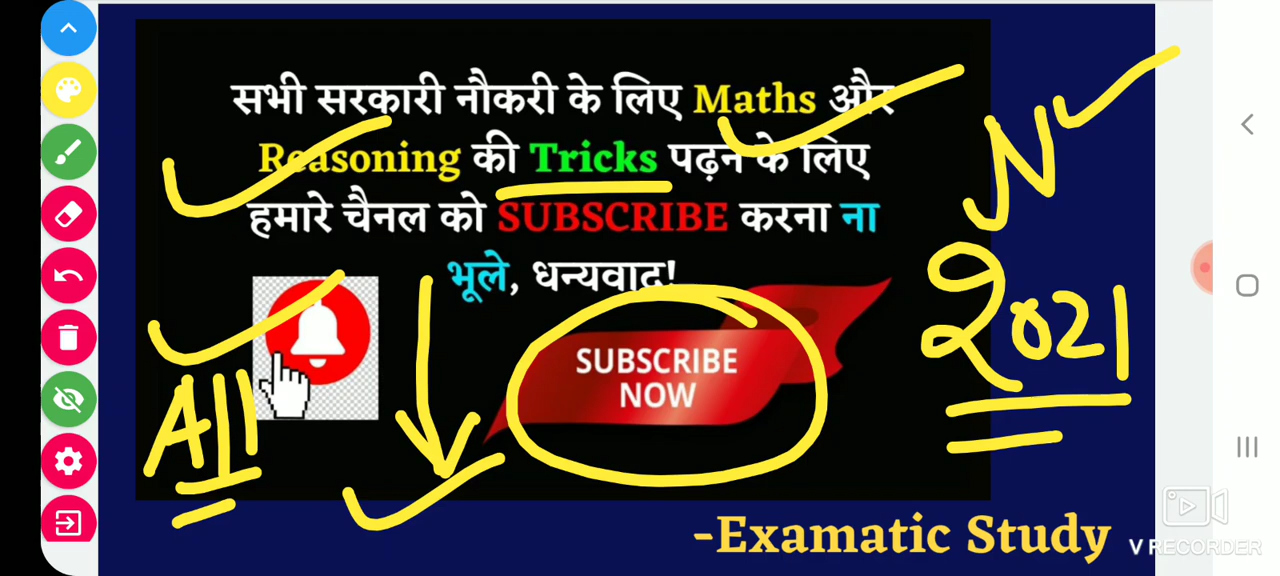 सभी सरकारी नौकरी के लिए Maths और
Reasoning की Tricks पढ़ने के लिए
हमारे चैनल को SUBSCRIBE करना ना
भूले, धन्यवाद!
SUBSCRIBE
NOW
All
N
2021
-Examatic Study
V RECORDER